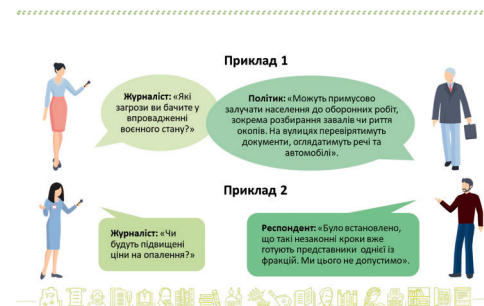 Приклад 1
Журналіст: «Які
загрози ви бачите у
впровадженні
воєнного стану?»
Політик: «Можуть примусово
залучати населення до оборонних робіт,
зокрема розбирання завалів чи риття
окопів. На вулицях перевірятимуть
документи, оглядатимуть речі та
автомобілі».
Приклад 2
Журналіст: «Чи
будуть підвищені
ціни на опалення?»
Респондент: «Було встановлено,
що такі незаконні кроки вже
готують представники однієї із
фракцій. Ми цього не допустимо».